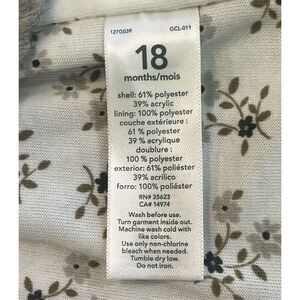 127G039 GCL-011
18
months/mois
shell: 61% polyester
39% acrylic
lining: 100% polyester
couche extérieure :
61 % polyester
39 % acrylique
doublure :
100 % polyester
exterior: 61% poliéster
39% acrílico
forro: 100% poliéster
RN# 35623
CA# 14974
Wash before use.
Turn garment inside out.
Machine wash cold with
like colors.
Use only non-chlorine
bleach when needed.
Tumble dry low.
Do not iron.